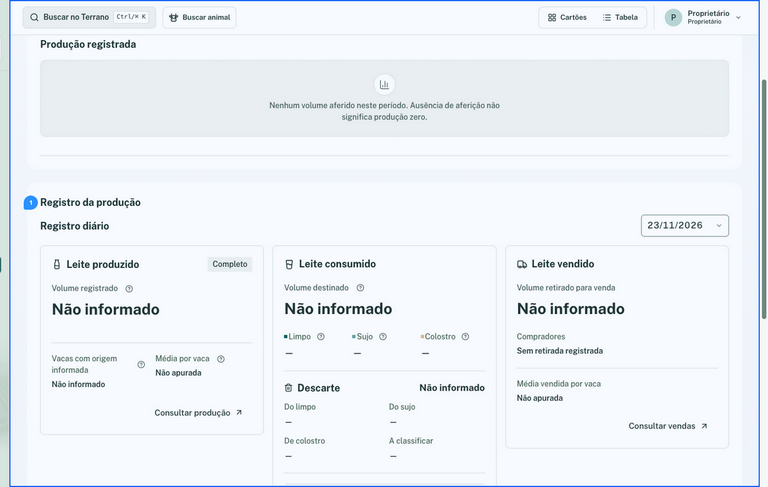 Buscar no Terrano
Ctrl/⌘ K
Buscar animal
Cartões
Tabela
P
Proprietário
Proprietário
Produção registrada
Nenhum volume aferido neste período. Ausência de aferição não
significa produção zero.
1
Registro da produção
Registro diário
23/11/2026
Leite produzido
Completo
Volume registrado
Não informado
Vacas com origem
informada
Não informado
Média por vaca
Não apurada
Consultar produção
Leite consumido
Volume destinado
Não informado
Limpo
Sujo
Colostro
—
—
—
Descarte
Não informado
Do limpo
Do sujo
—
—
De colostro
A classificar
—
—
Leite vendido
Volume retirado para venda
Não informado
Compradores
Sem retirada registrada
Média vendida por vaca
Não apurada
Consultar vendas